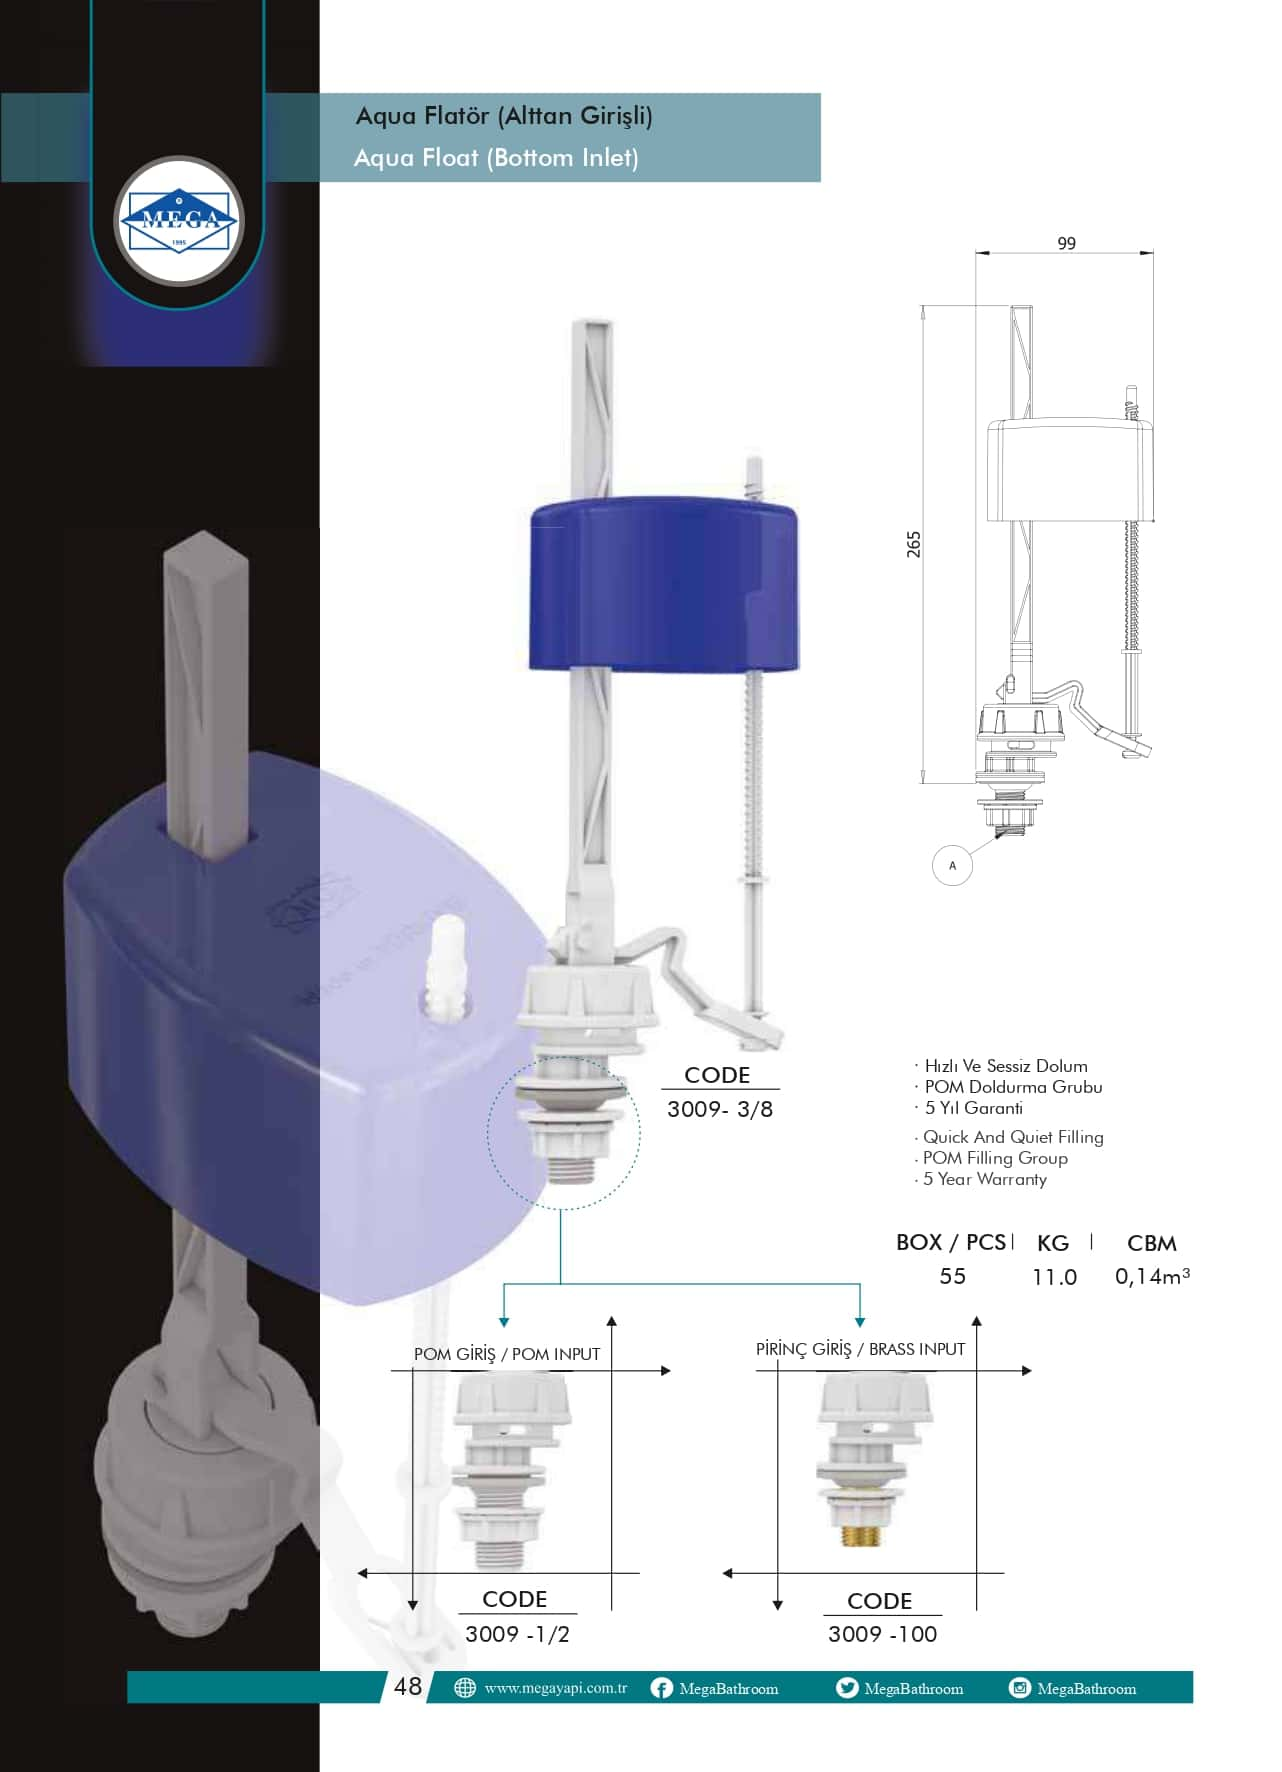 Aqua Flatör (Alttan Girişli)
Aqua Float (Bottom Inlet)
MEGA
1995
99
265
A
CODE
3009- 3/8
· Hızlı Ve Sessiz Dolum
· POM Doldurma Grubu
· 5 Yıl Garanti
· Quick And Quiet Filling
· POM Filling Group
· 5 Year Warranty
BOX / PCS | KG | CBM
55 11.0 0,14m³
POM GİRİŞ / POM INPUT
PİRİNÇ GİRİŞ / BRASS INPUT
CODE
3009 -1/2
CODE
3009 -100
48
www.megayapi.com.tr
MegaBathroom
MegaBathroom
MegaBathroom